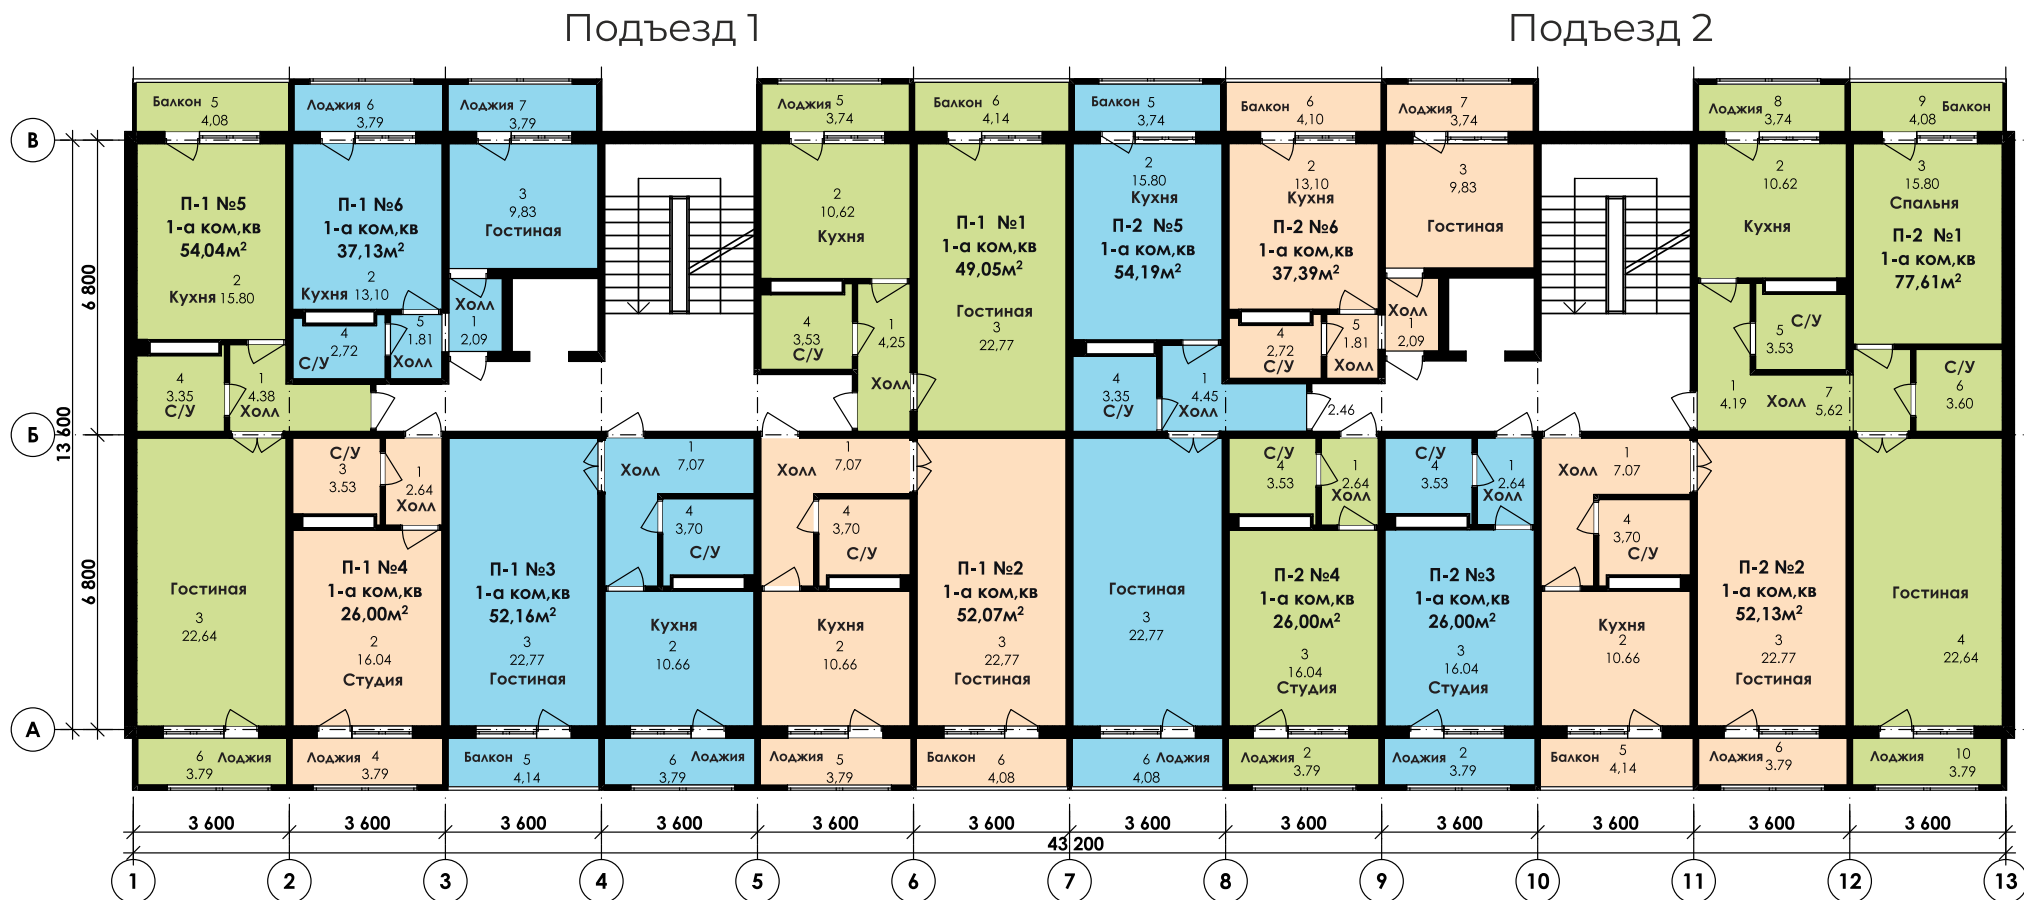 Подъезд 1
Подъезд 2
Балкон 5
4,08
Лоджия 6
3,79
Лоджия 7
3,79
Лоджия 5
3,74
Балкон 6
4,14
Балкон 5
3,74
Балкон 6
4,10
Лоджия 7
3,74
Лоджия 8
3,74
9 Балкон
4,08
В
П-1 №5
1-а ком,кв
54,04м²
2
Кухня 15.80
П-1 №6
1-а ком,кв
37,13м²
2
Кухня 13,10
3
9,83
Гостиная
2
10,62
Кухня
П-1 №1
1-а ком,кв
49,05м²
Гостиная
3
22,77
2
15.80
Кухня
П-2 №5
1-а ком,кв
54,19м²
2
13,10
Кухня
П-2 №6
1-а ком,кв
37,39м²
3
9,83
Гостиная
2
10.62
Кухня
3
15.80
Спальня
П-2 №1
1-а ком,кв
77,61м²
6 800
4
3.35
С/У
1
4.38
Холл
4
2,72
С/У
5
1.81
Холл
Холл
1
2,09
4
3,53
С/У
1
4,25
Холл
4
3.35
С/У
1
4.45
Холл
4
2,72
С/У
5
1.81
Холл
Холл
1
2,09
2.46
С/У
5
3.53
1
4.19
Холл
7
5,62
С/У
6
3.60
Б
13 600
Гостиная
3
22,64
С/У
3
3.53
1
2.64
Холл
П-1 №4
1-а ком,кв
26,00м²
2
16.04
Студия
П-1 №3
1-а ком,кв
52,16м²
3
22,77
Гостиная
1
Холл 7,07
4
3,70
С/У
Кухня
2
10.66
1
Холл 7,07
4
3,70
С/У
Кухня
2
10.66
П-1 №2
1-а ком,кв
52,07м²
3
22,77
Гостиная
Гостиная
3
22,77
С/У
4
3.53
1
2.64
Холл
П-2 №4
1-а ком,кв
26,00м²
3
16.04
Студия
С/У
4
3.53
1
2.64
Холл
П-2 №3
1-а ком,кв
26,00м²
3
16.04
Студия
1
Холл 7.07
4
3,70
С/У
Кухня
2
10.66
П-2 №2
1-а ком,кв
52,13м²
3
22.77
Гостиная
Гостиная
4
22,64
6 800
А
6 Лоджия
3.79
Лоджия 4
3.79
Балкон 5
4,14
6 Лоджия
3,79
Лоджия 5
3,79
Балкон 6
4,08
6 Лоджия
4,08
Лоджия 2
3.79
Лоджия 2
3.79
Балкон 5
4,14
Лоджия 6
3.79
Лоджия 10
3.79
3 600 3 600 3 600 3 600 3 600 3 600 3 600 3 600 3 600 3 600 3 600 3 600
43 200
1 2 3 4 5 6 7 8 9 10 11 12 13